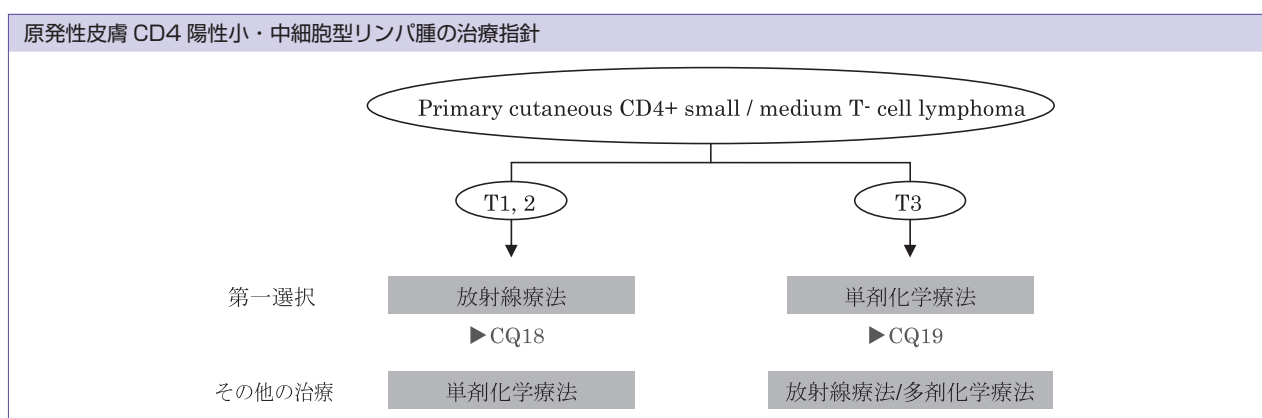 原発性皮膚 CD4 陽性小・中細胞型リンパ腫の治療指針
Primary cutaneous CD4+ small / medium T- cell lymphoma
T1, 2
T3
第一選択
放射線療法
単剤化学療法
▶CQ18
▶CQ19
その他の治療
単剤化学療法
放射線療法/多剤化学療法